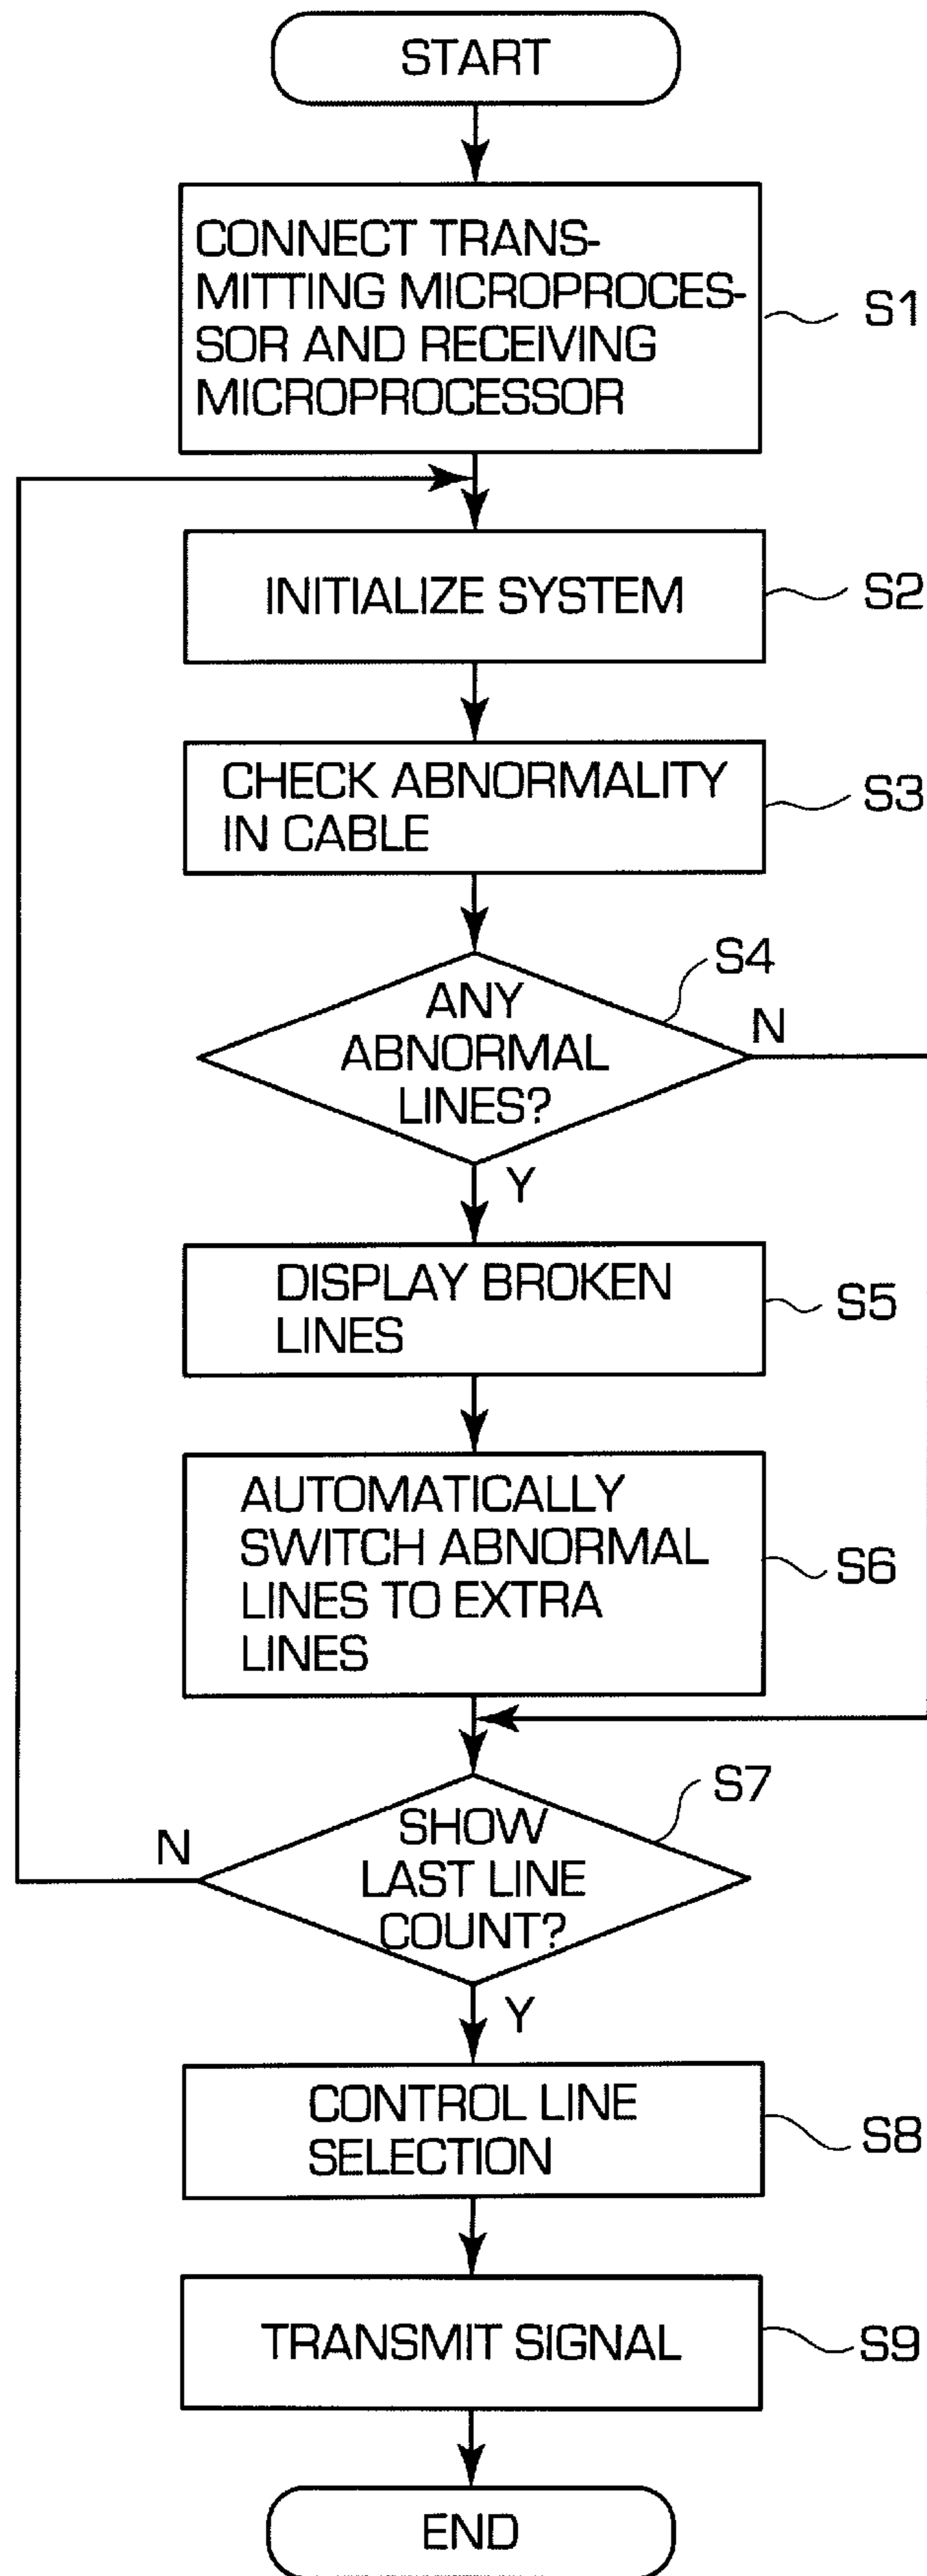 START
CONNECT TRANS-
MITTING MICROPROCES-
SOR AND RECEIVING
MICROPROCESSOR
S1
INITIALIZE SYSTEM
S2
CHECK ABNORMALITY
IN CABLE
S3
S4
ANY
ABNORMAL
LINES?
N
Y
DISPLAY BROKEN
LINES
S5
AUTOMATICALLY
SWITCH ABNORMAL
LINES TO EXTRA
LINES
S6
S7
SHOW
LAST LINE
COUNT?
N
Y
CONTROL LINE
SELECTION
S8
TRANSMIT SIGNAL
S9
END